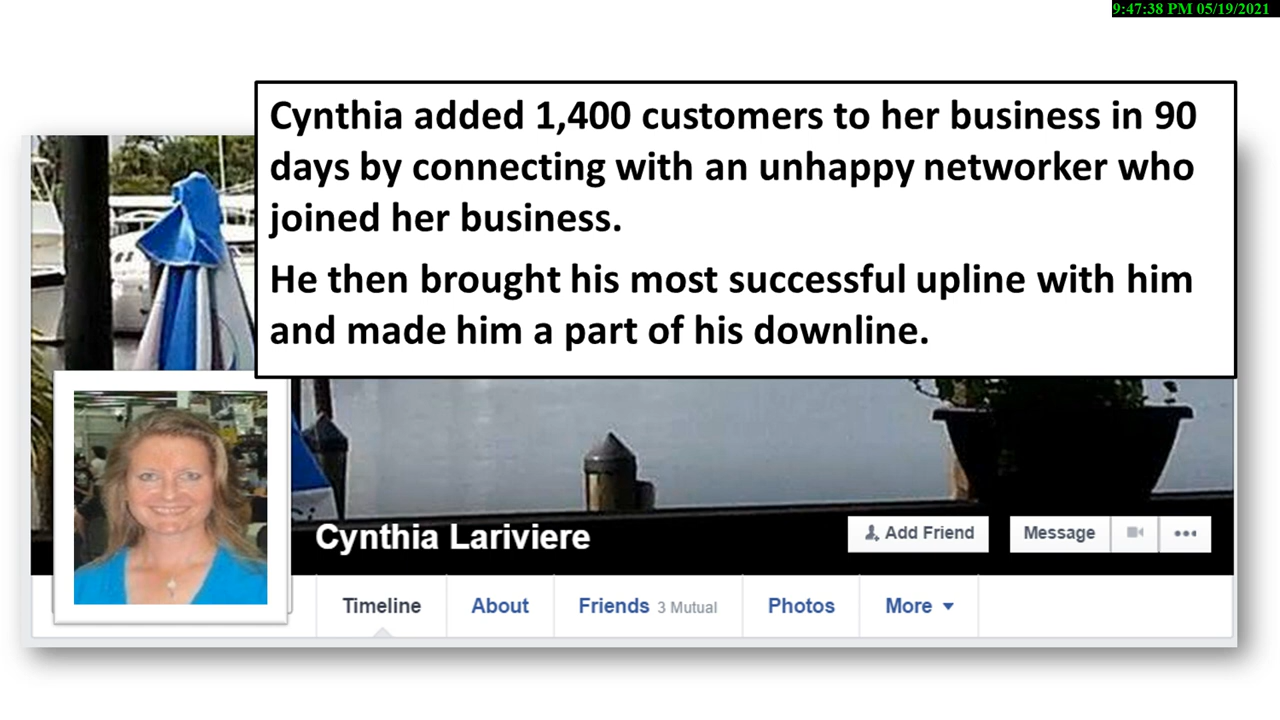 9:47:38 PM 05/19/2021
Cynthia added 1,400 customers to her business in 90
days by connecting with an unhappy networker who
joined her business.
He then brought his most successful upline with him
and made him a part of his downline.
Cynthia Lariviere
Add Friend
Message
Timeline
About
Friends 3 Mutual
Photos
More